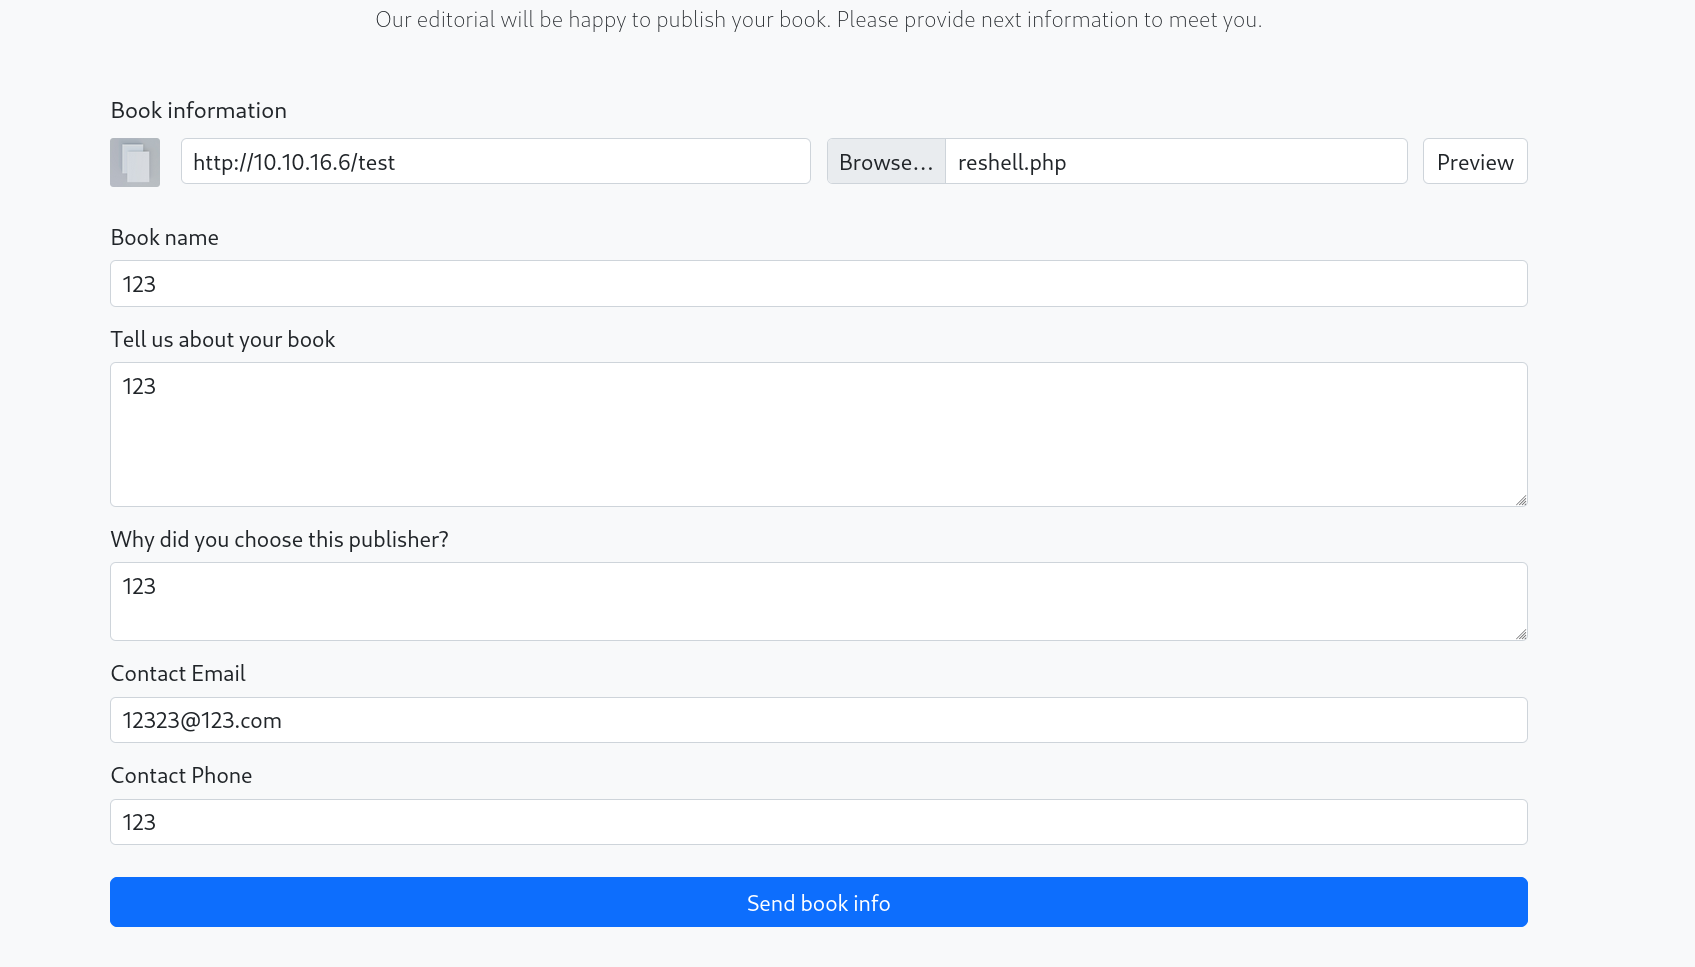 Our editorial will be happy to publish your book. Please provide next information to meet you.
Book information
http://10.10.16.6/test Browse... reshell.php Preview
Book name
123
Tell us about your book
123
Why did you choose this publisher?
123
Contact Email
12323@123.com
Contact Phone
123
Send book info